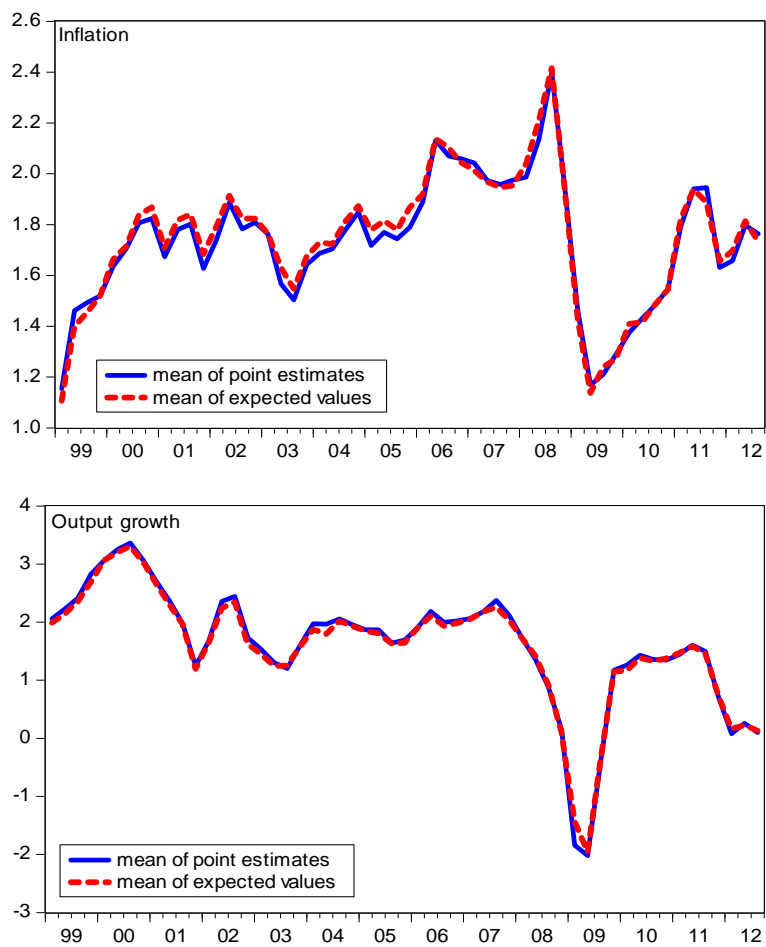 Inflation
2.6
2.4
2.2
2.0
1.8
1.6
1.4
1.2
1.0
mean of point estimates
mean of expected values
99 00 01 02 03 04 05 06 07 08 09 10 11 12
Output growth
4
3
2
1
0
-1
-2
-3
mean of point estimates
mean of expected values
99 00 01 02 03 04 05 06 07 08 09 10 11 12